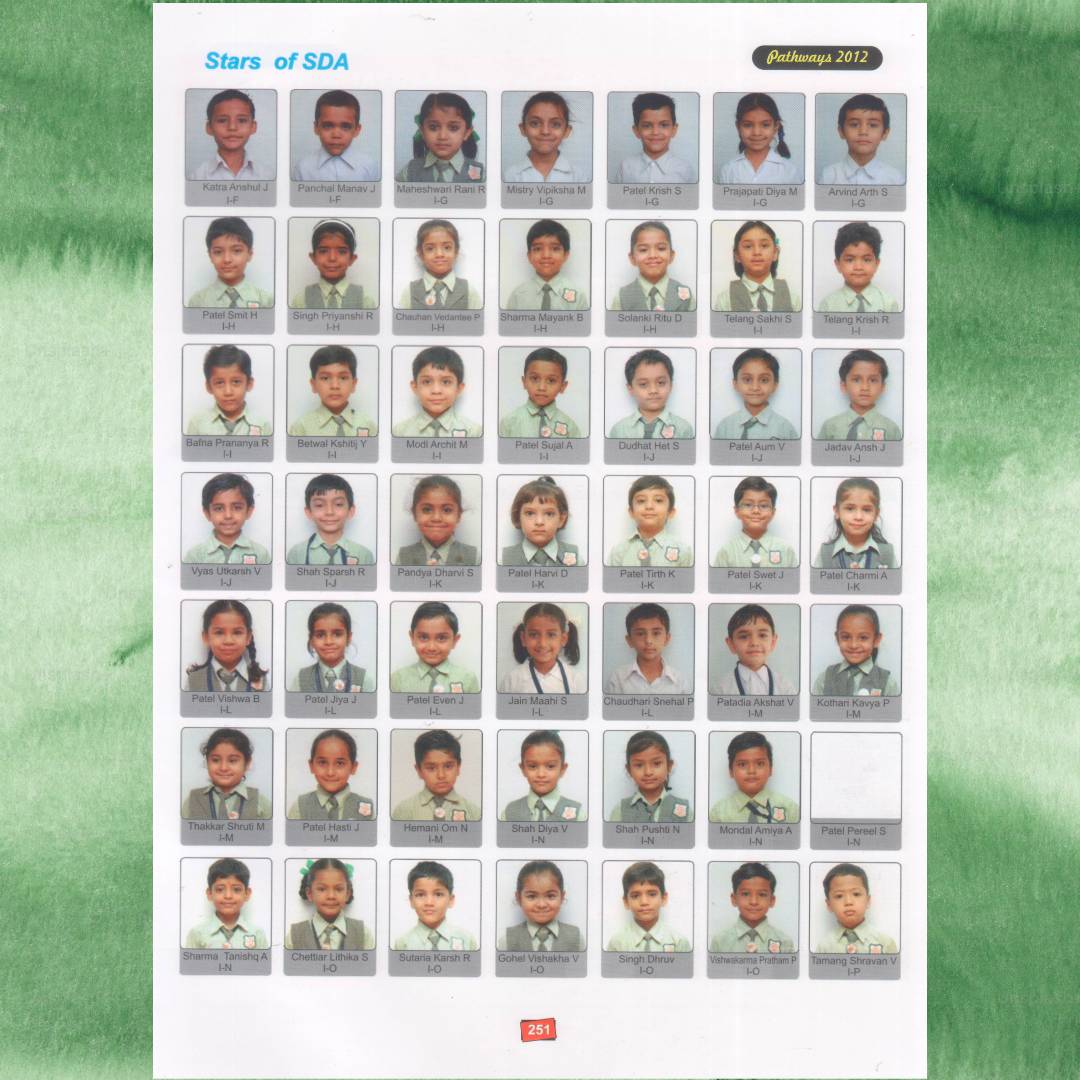 Stars of SDA
Pathways 2012
Katra Anshul J
I-F
Panchal Manav J
I-F
Maheshwari Rani R
I-G
Mistry Vipiksha M
I-G
Patel Krish S
I-G
Prajapati Diya M
I-G
Arvind Arth S
I-G
Patel Smit H
I-H
Singh Priyanshi R
I-H
Chauhan Vedantee P
I-H
Sharma Mayank B
I-H
Solanki Ritu D
I-H
Telang Sakhi S
I-I
Telang Krish R
I-I
Bafna Prananya R
I-I
Betwal Kshitij Y
I-I
Modi Archit M
I-I
Patel Sujal A
I-I
Dudhat Het S
I-J
Patel Aum V
I-J
Jadav Ansh J
I-J
Vyas Utkarsh V
I-J
Shah Sparsh R
I-J
Pandya Dharvi S
I-K
Patel Harvi D
I-K
Patel Tirth K
I-K
Patel Swet J
I-K
Patel Charmi A
I-K
Patel Vishwa B
I-L
Patel Jiya J
I-L
Patel Even J
I-L
Jain Maahi S
I-L
Chaudhari Snehal P
I-L
Patadia Akshat V
I-M
Kothari Kavya P
I-M
Thakkar Shruti M
I-M
Patel Hasti J
I-M
Hemani Om N
I-M
Shah Diya V
I-N
Shah Pushti N
I-N
Mondal Amiya A
I-N
Patel Pereel S
I-N
Sharma Tanishq A
I-N
Chettiar Lithika S
I-O
Sutaria Karsh R
I-O
Gohel Vishakha V
I-O
Singh Dhruv
I-O
Vishwakarma Pratham P
I-O
Tamang Shravan V
I-P
251